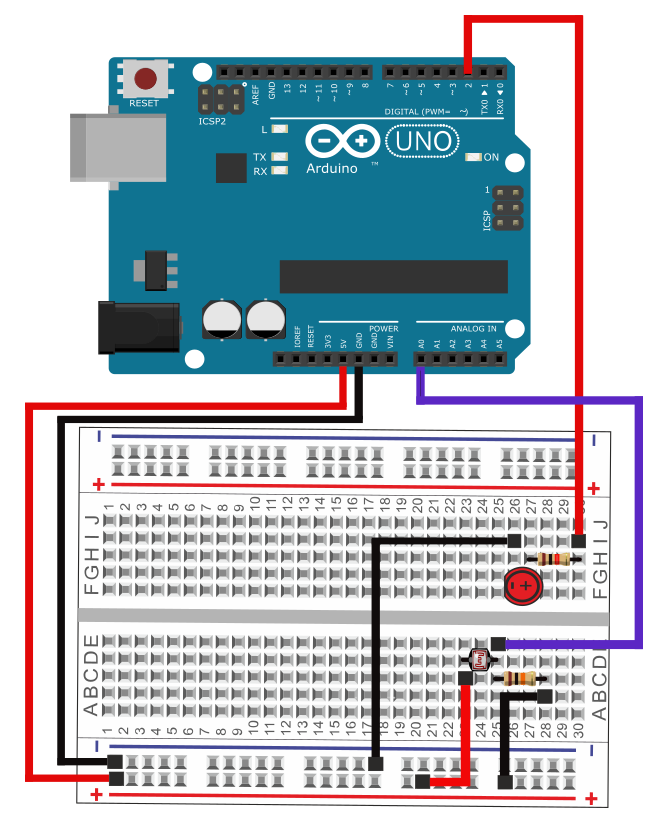 RESET
ICSP2
AREF
GND
13
12
~11
~10
~9
8
7
~6
~5
4
~3
2
TX0 ▶ 1
RX0 ◀ 0
DIGITAL (PWM= ~)
L
TX
RX
Arduino
™
UNO
ON
1
ICSP
POWER
ANALOG IN
IOREF
RESET
3V3
5V
GND
GND
VIN
A0
A1
A2
A3
A4
A5
- -
+ +
1 2 3 4 5 6 7 8 9 10 11 12 13 14 15 16 17 18 19 20 21 22 23 24 25 26 27 28 29 30
J J
I I
H H
G G
F F
- +
E E
D D
C C
B B
A A
1 2 3 4 5 6 7 8 9 10 11 12 13 14 15 16 17 18 19 20 21 22 23 24 25 26 27 28 29 30
- -
+ +